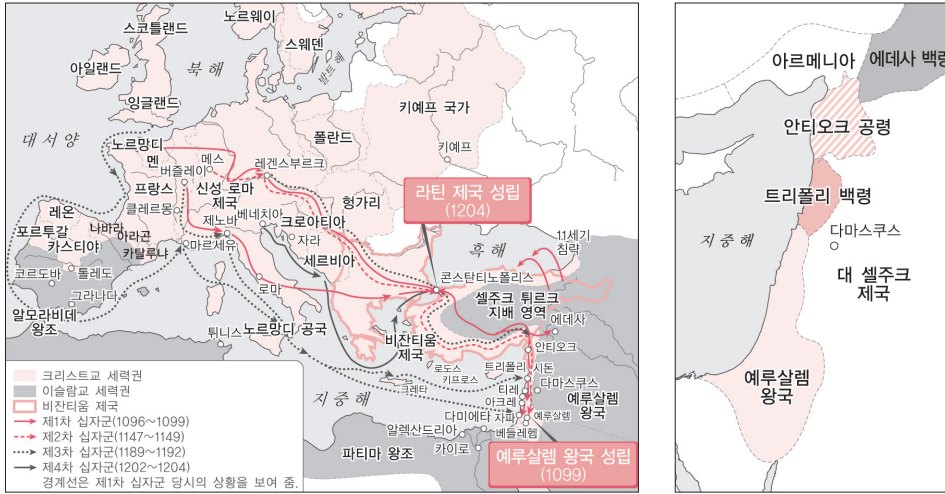 노르웨이
스코틀랜드
스웨덴
아일랜드
북 해
발트 해
잉글랜드
키예프 국가
대 서 양
폴란드
노르망디
멘
메스
레겐스부르크
키예프
버즐레이
프랑스
신성 로마
제국
라틴 제국 성립
(1204)
헝가리
레온
클레르몽
베네치아
제노바
크로아티아
포르투갈
나바라
아라곤
자라
흑 해
11세기
침략
카스티야
카탈루냐
마르세유
세르비아
코르도바
톨레도
로마
콘스탄티노폴리스
셀주크 튀르크
지배 영역
그라나다
에데사
알모라비데
왕조
튀니스
노르망디 공국
비잔티움
제국
안티오크
로도스
키프로스
트리폴리
시돈
크레타
티레
다마스쿠스
아크레
예루살렘
왕국
지 중 해
다미에타
자파
예루살렘
알렉산드리아
베들레헴
카이로
파티마 왕조
예루살렘 왕국 성립
(1099)
크리스트교 세력권
이슬람교 세력권
비잔티움 제국
제1차 십자군(1096~1099)
제2차 십자군(1147~1149)
제3차 십자군(1189~1192)
제4차 십자군(1202~1204)
경계선은 제1차 십자군 당시의 상황을 보여 줌.
아르메니아
에데사 백령
안티오크 공령
트리폴리 백령
지 중 해
다마스쿠스
대 셀주크
제국
예루살렘
왕국